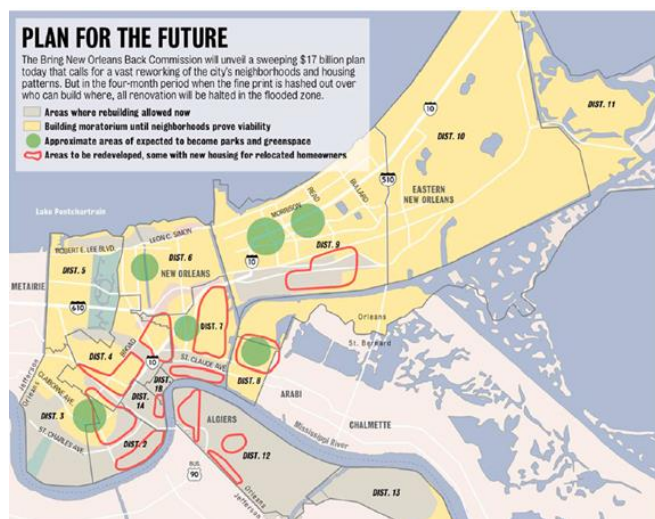 PLAN FOR THE FUTURE
The Bring New Orleans Back Commission will unveil a sweeping $17 billion plan
today that calls for a vast reworking of the city's neighborhoods and housing
patterns. But in the four-month period when the fine print is hashed out over
who can build where, all renovation will be halted in the flooded zone.
Areas where rebuilding allowed now
Building moratorium until neighborhoods prove viability
Approximate areas of expected to become parks and greenspace
Areas to be redeveloped, some with new housing for relocated homeowners
DIST. 11
10
DIST. 10
510
EASTERN
NEW ORLEANS
BULLARD
READ
MORRISON
Lake Pontchartrain
LEON C. SIMON
ROBERT E. LEE BLVD.
DIST. 9
10
DIST. 6
DIST. 5
NEW ORLEANS
METAIRIE
610
Orleans
St. Bernard
DIST. 7
BROAD
DIST. 4
10
ST. CLAUDE AVE.
DIST. 8
Jefferson
Orleans
CLAIBORNE AVE.
DIST.
1B
DIST.
1A
ARABI
DIST. 3
ALGIERS
Mississippi River
CHALMETTE
ST. CHARLES AVE.
DIST. 2
DIST. 12
BUS.
90
Orleans
Jefferson
DIST. 13